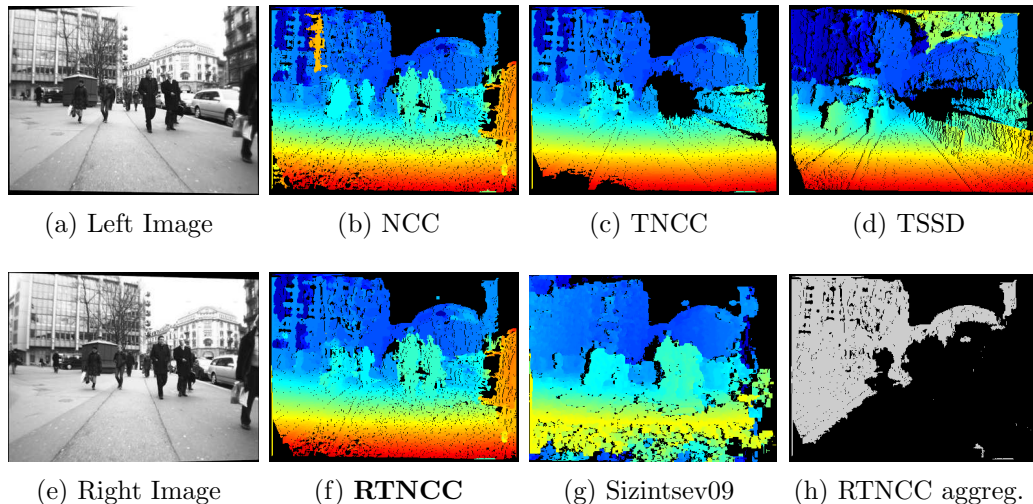 (a) Left Image
(b) NCC
(c) TNCC
(d) TSSD
(e) Right Image
(f) RTNCC
(g) Sizintsev09
(h) RTNCC aggreg.